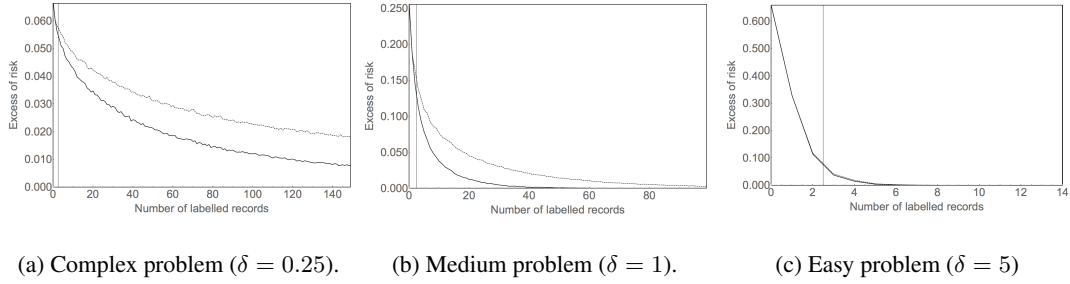 Excess of risk
0.060
0.050
0.040
0.030
0.020
0.010
0.000
0 20 40 60 80 100 120 140
Number of labelled records
Excess of risk
0.250
0.200
0.150
0.100
0.050
0.000
0 20 40 60 80
Number of labelled records
Excess of risk
0.600
0.500
0.400
0.300
0.200
0.100
0.000
0 2 4 6 8 10 12 14
Number of labelled records
(a) Complex problem (δ = 0.25).
(b) Medium problem (δ = 1).
(c) Easy problem (δ = 5)